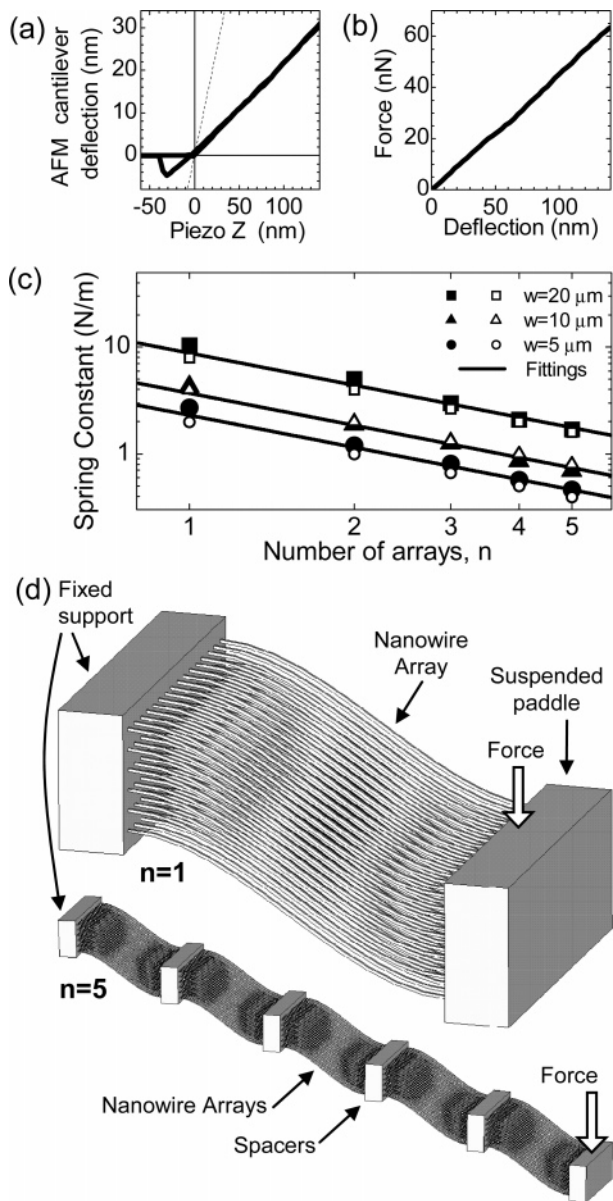 (a)
AFM cantilever
deflection (nm)
30
20
10
0
-50 0 50 100
Piezo Z (nm)
(b)
Force (nN)
60
40
20
0
0 50 100
Deflection (nm)
(c)
Spring Constant (N/m)
10
1
w=20 μm
w=10 μm
w=5 μm
Fittings
1 2 3 4 5
Number of arrays, n
(d)
Fixed
support
Nanowire
Array
Suspended
paddle
Force
n=1
n=5
Nanowire Arrays
Spacers
Force